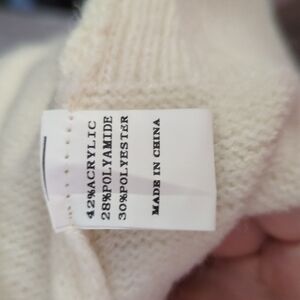 42%ACRYLIC
28%POLYAMIDE
30%POLYESTER
MADE IN CHINA